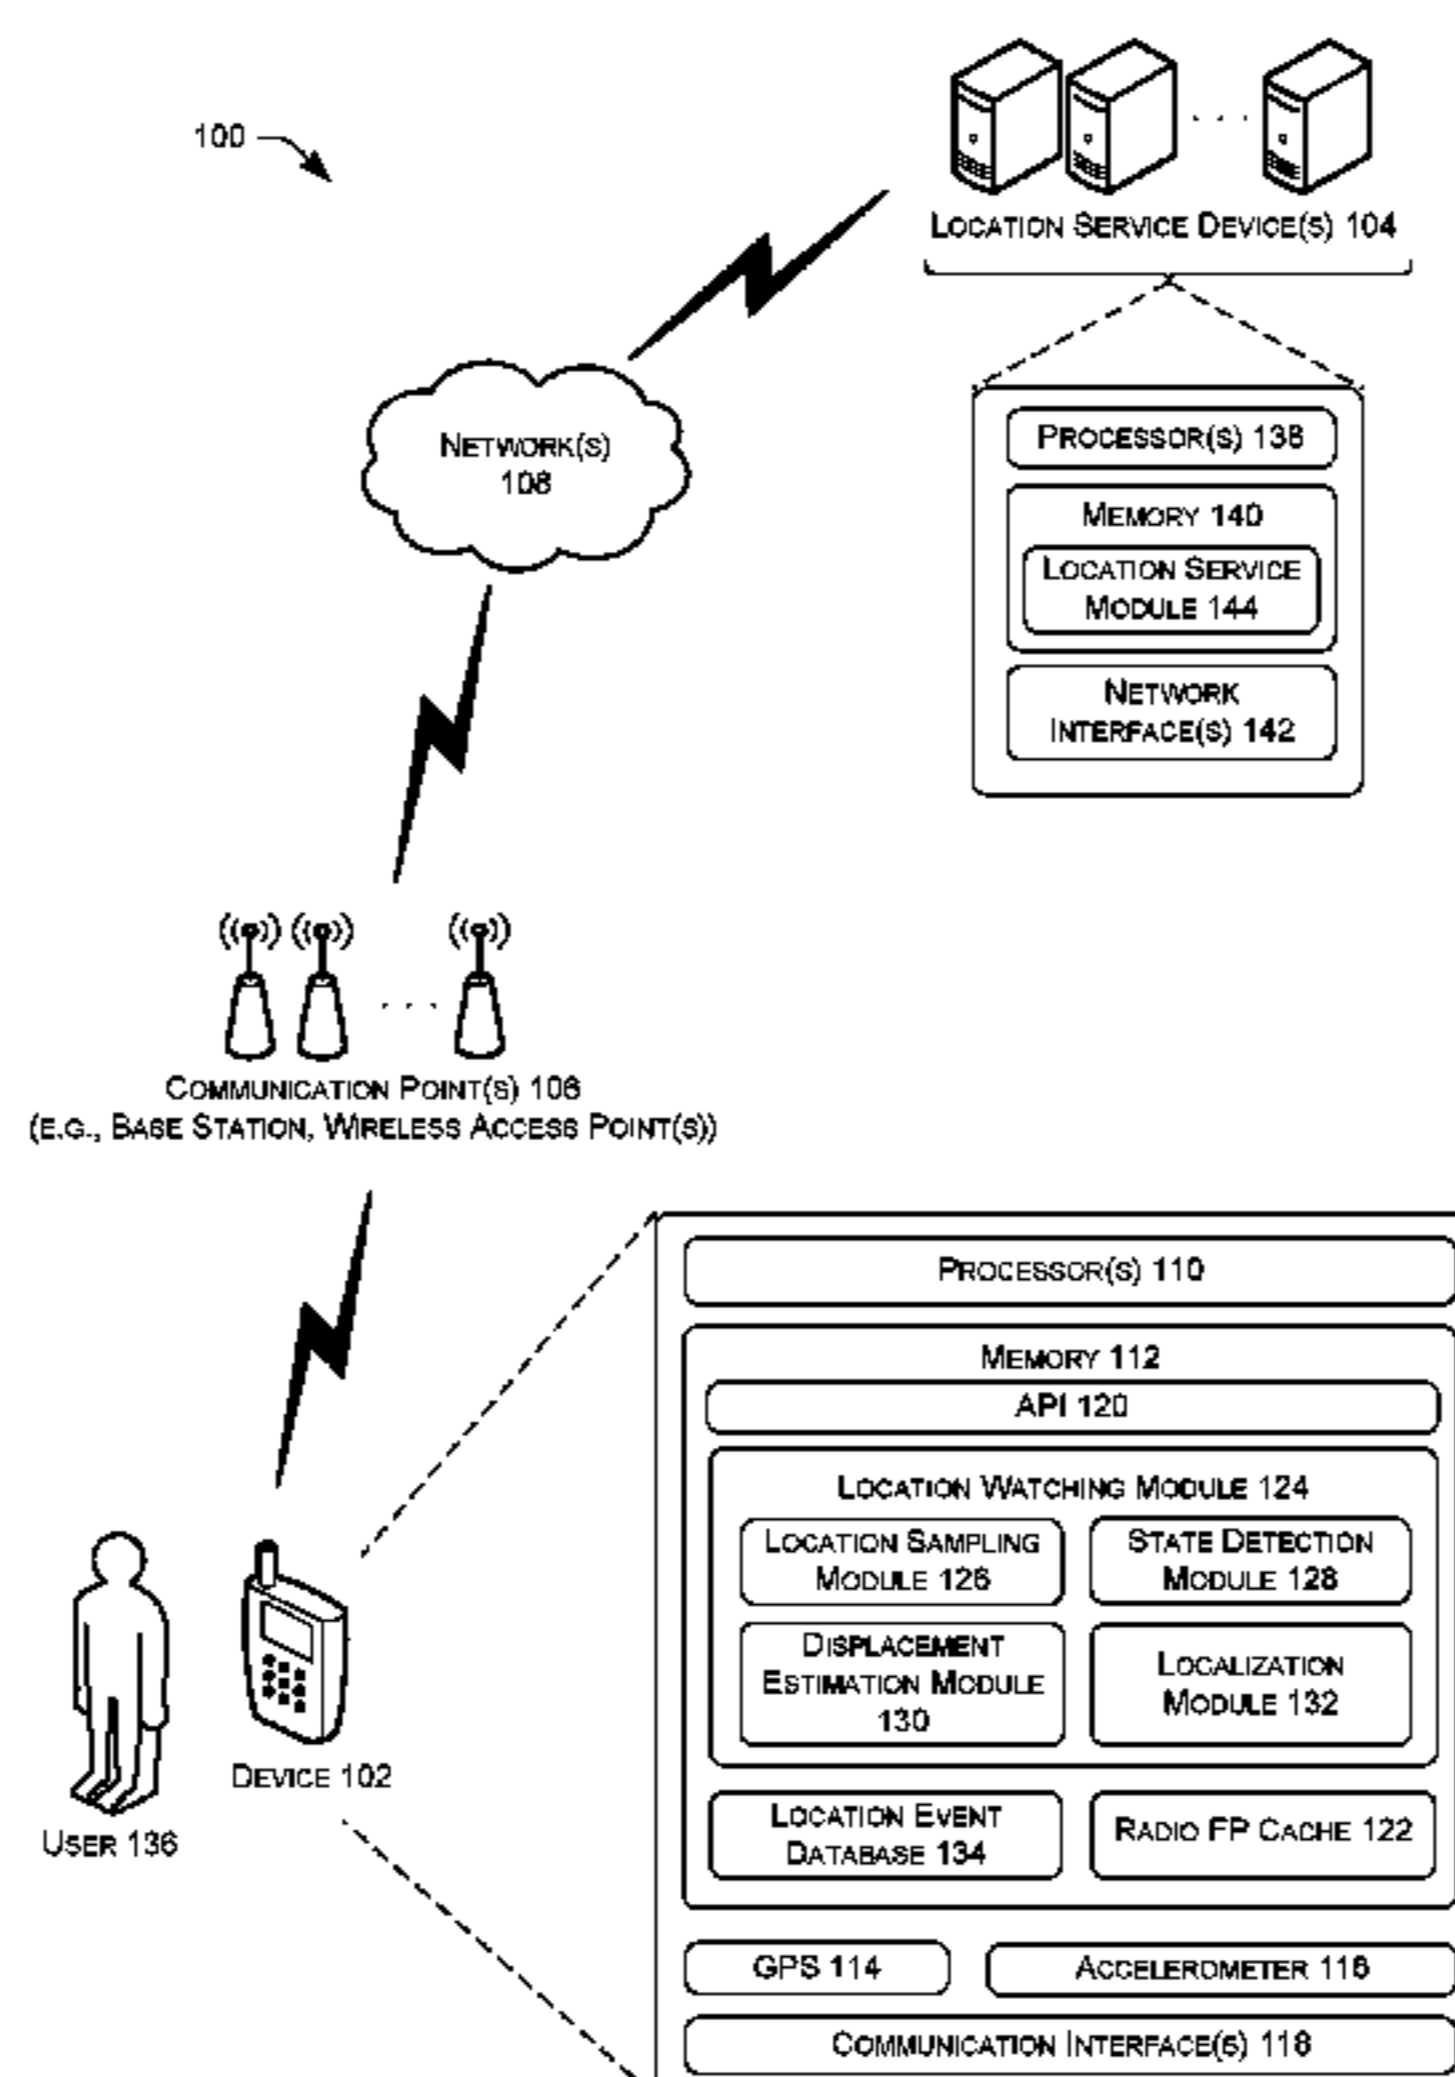 100
LOCATION SERVICE DEVICE(S) 104
NETWORK(S)
108
PROCESSOR(S) 138
MEMORY 140
LOCATION SERVICE
MODULE 144
NETWORK
INTERFACE(S) 142
COMMUNICATION POINT(S) 106
(E.G., BASE STATION, WIRELESS ACCESS POINT(S))
PROCESSOR(S) 110
MEMORY 112
API 120
LOCATION WATCHING MODULE 124
LOCATION SAMPLING
MODULE 126
STATE DETECTION
MODULE 128
DISPLACEMENT
ESTIMATION MODULE
130
LOCALIZATION
MODULE 132
DEVICE 102
USER 136
LOCATION EVENT
DATABASE 134
RADIO FP CACHE 122
GPS 114
ACCELEROMETER 116
COMMUNICATION INTERFACE(S) 118